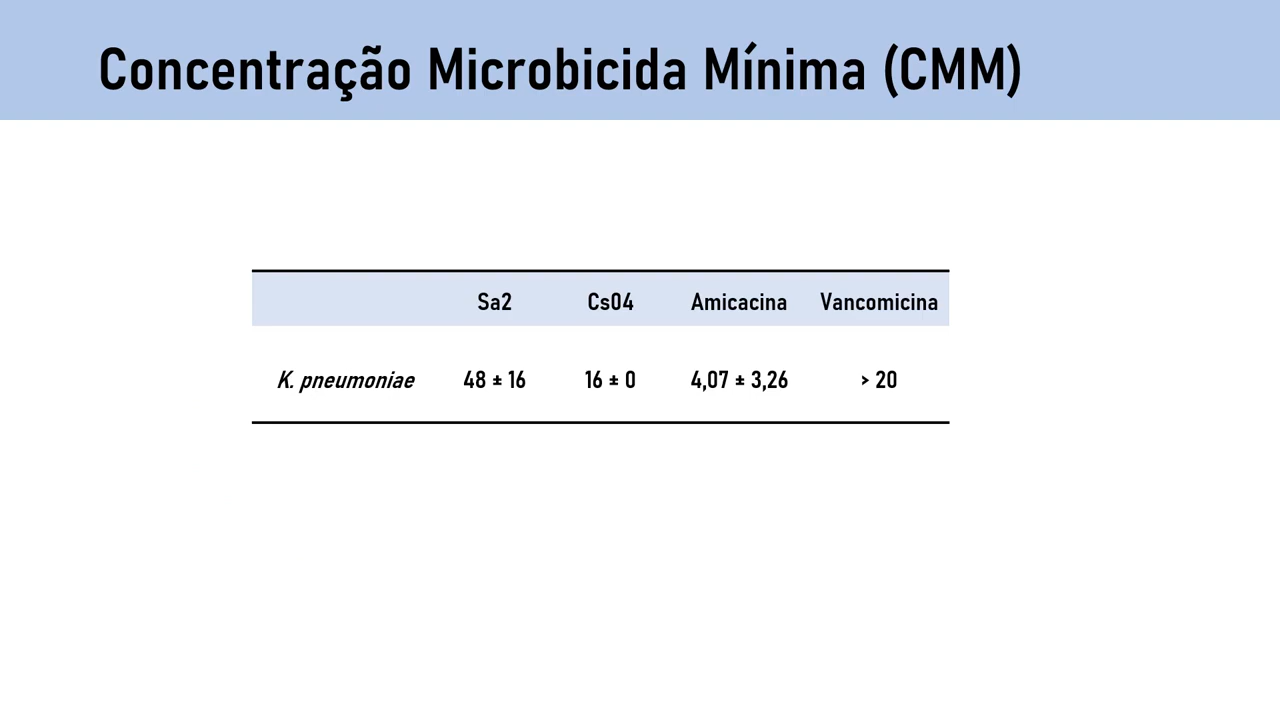 Concentração Microbicida Mínima (CMM)
Sa2 Cs04 Amicacina Vancomicina
K. pneumoniae 48 ± 16 16 ± 0 4,07 ± 3,26 > 20